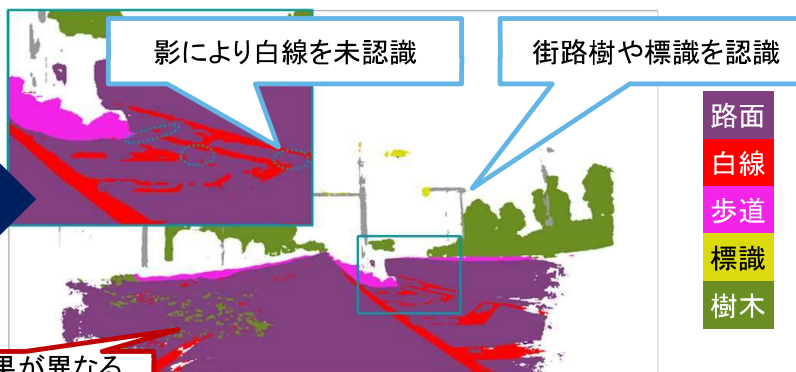 影により白線を未認識
街路樹や標識を認識
路面
白線
歩道
標識
樹木
果が異なる